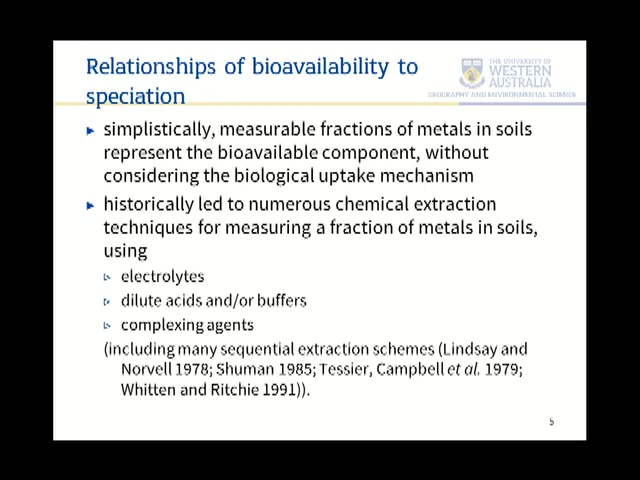 Relationships of bioavailability to
speciation
THE UNIVERSITY OF
WESTERN
AUSTRALIA
GEOGRAPHY AND ENVIRONMENTAL SCIENCE
simplistically, measurable fractions of metals in soils
represent the bioavailable component, without
considering the biological uptake mechanism
historically led to numerous chemical extraction
techniques for measuring a fraction of metals in soils,
using
electrolytes
dilute acids and/or buffers
complexing agents
(including many sequential extraction schemes (Lindsay and
Norvell 1978; Shuman 1985; Tessier, Campbell et al. 1979;
Whitten and Ritchie 1991)).
5